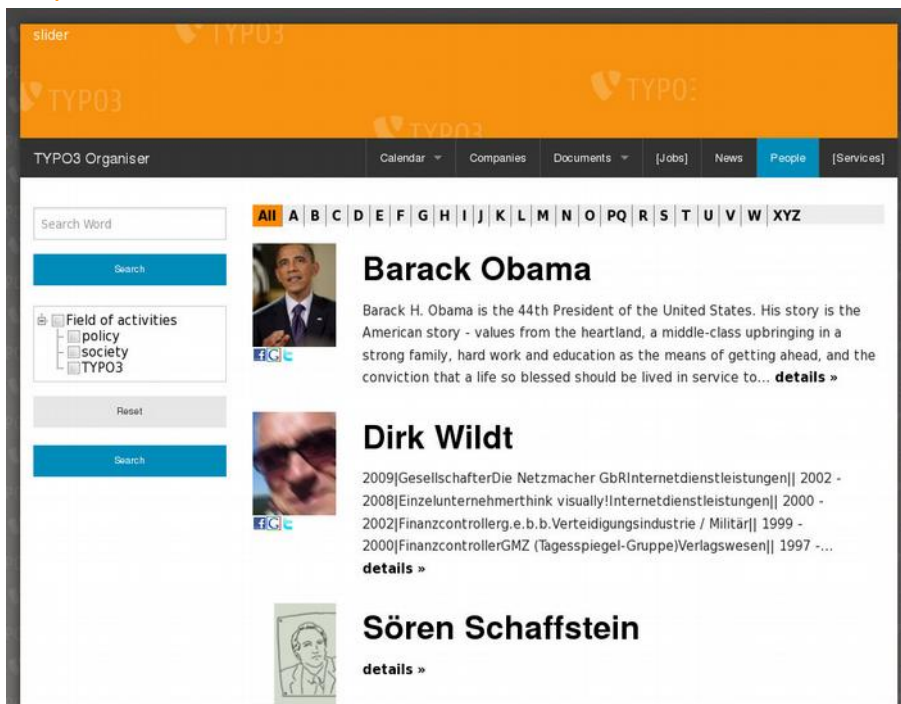 slider
TYPO3
TYPO3
TYPO3
TYPO3
TYPO3 Organiser
Calendar
Companies
Documents
[Jobs]
News
People
[Services]
Search Word
Search
Field of activities
policy
society
TYPO3
Reset
Search
All A B C D E F G H I J K L M N O PQ R S T U V W XYZ
Barack Obama
Barack H. Obama is the 44th President of the United States. His story is the
American story - values from the heartland, a middle-class upbringing in a
strong family, hard work and education as the means of getting ahead, and the
conviction that a life so blessed should be lived in service to... details »
Dirk Wildt
2009|GesellschafterDie Netzmacher GbRInternetdienstleistungen|| 2002 -
2008|Einzelunternehmerthink visually!Internetdienstleistungen|| 2000 -
2002|Finanzcontrollerg.e.b.b.Verteidigungsindustrie / Militär|| 1999 -
2000|FinanzcontrollerGMZ (Tagesspiegel-Gruppe)Verlagswesen|| 1997 -...
details »
Sören Schaffstein
details »